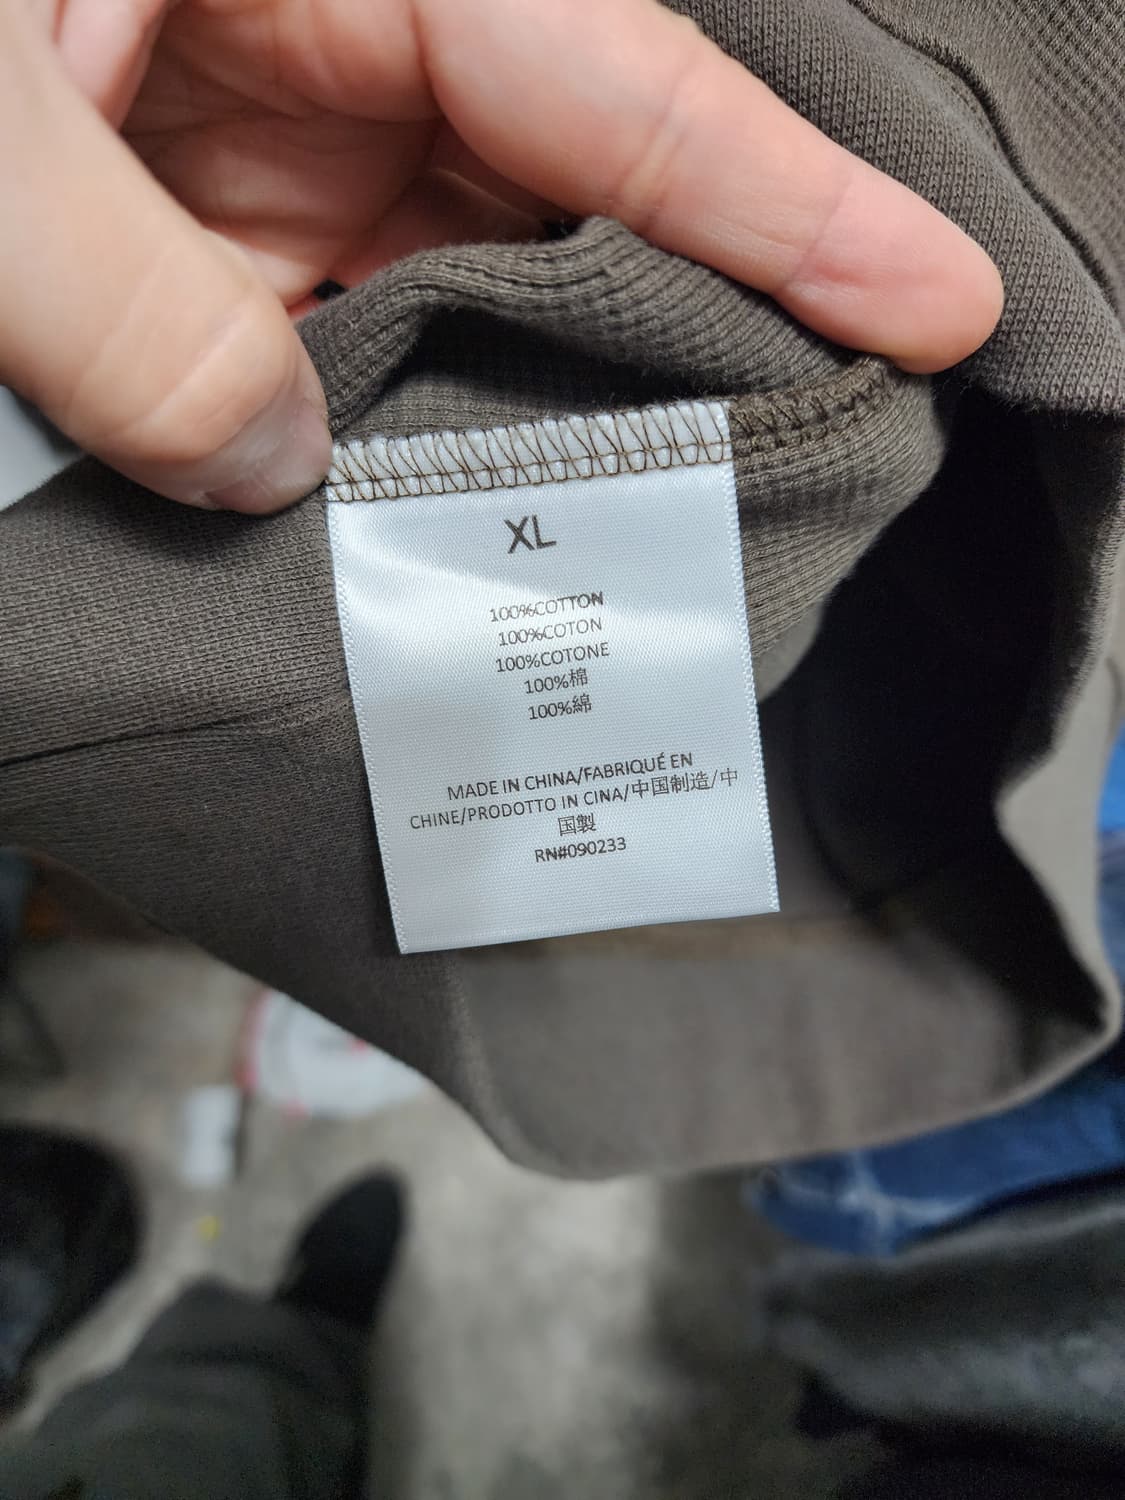 XL
100%COTTON
100%COTON
100%COTONE
100%棉
100%綿
MADE IN CHINA/FABRIQUÉ EN
CHINE/PRODOTTO IN CINA/中国制造/中
国製
RN#090233